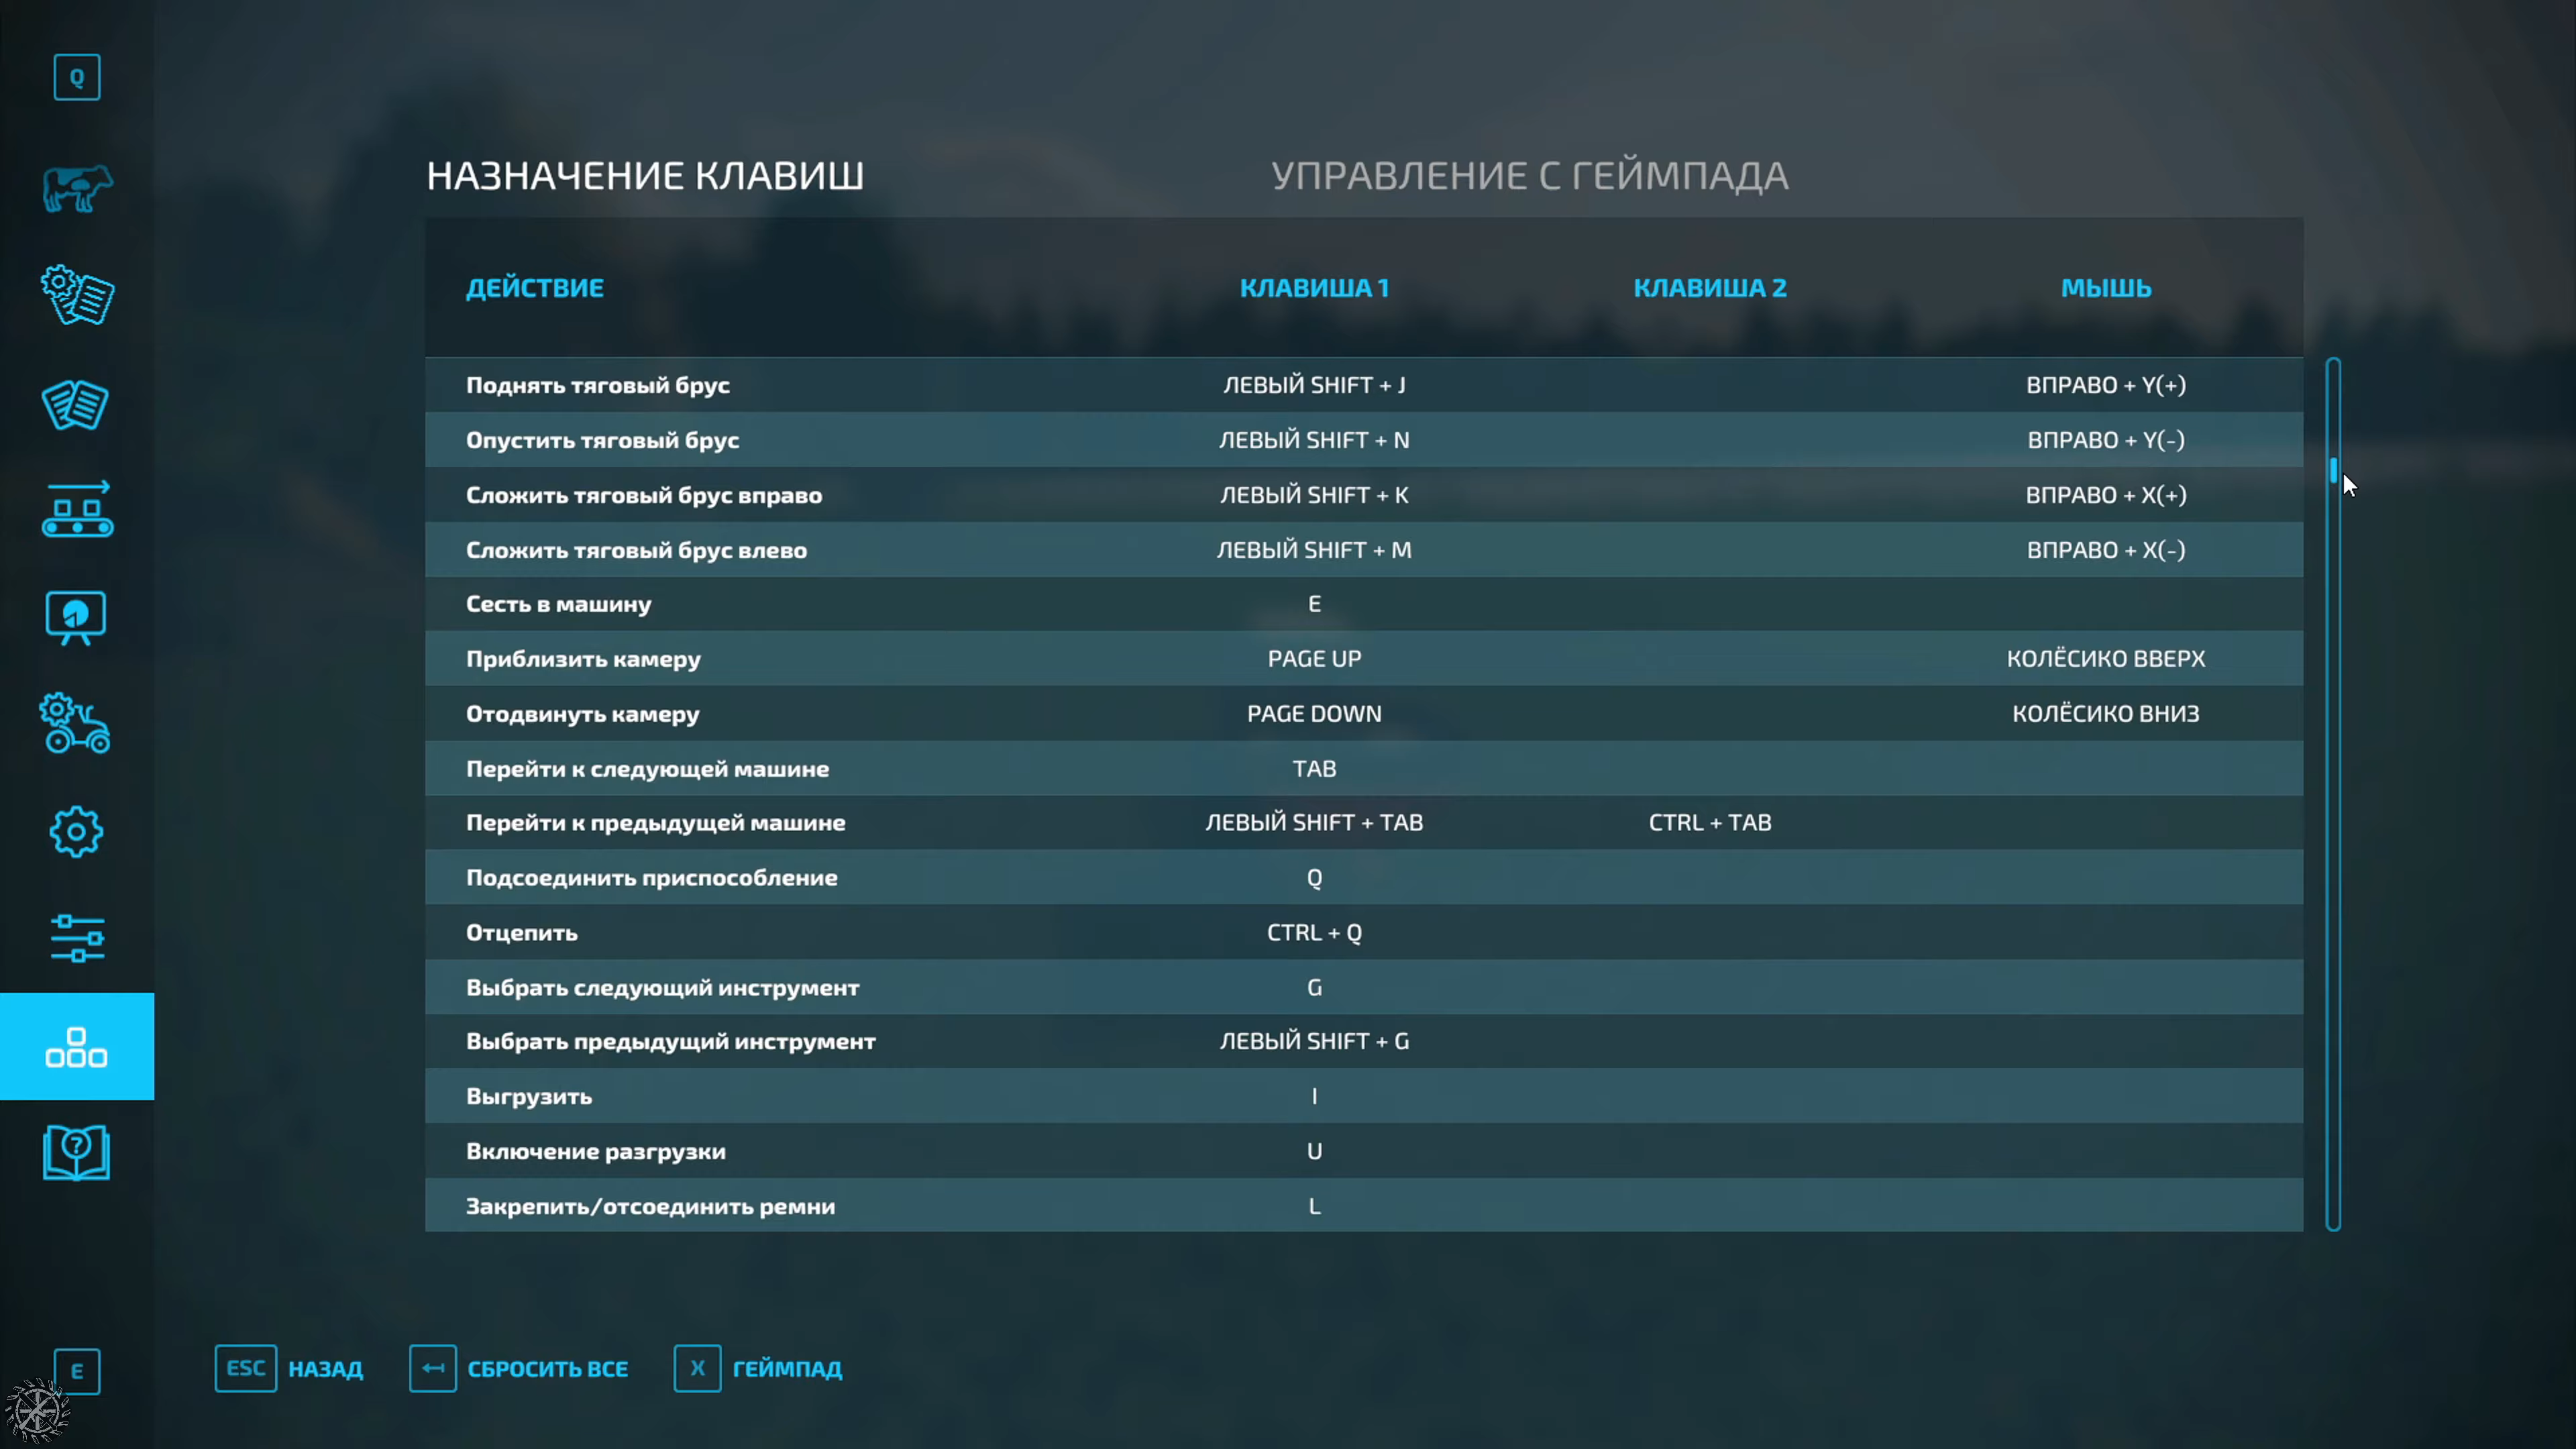 Q
НАЗНАЧЕНИЕ КЛАВИШ УПРАВЛЕНИЕ С ГЕЙМПАДА
ДЕЙСТВИЕ КЛАВИША 1 КЛАВИША 2 МЫШЬ
Поднять тяговый брус ЛЕВЫЙ SHIFT + J ВПРАВО + Y(+)
Опустить тяговый брус ЛЕВЫЙ SHIFT + N ВПРАВО + Y(-)
Сложить тяговый брус вправо ЛЕВЫЙ SHIFT + K ВПРАВО + X(+)
Сложить тяговый брус влево ЛЕВЫЙ SHIFT + M ВПРАВО + X(-)
Сесть в машину E
Приблизить камеру PAGE UP КОЛЁСИКО ВВЕРХ
Отодвинуть камеру PAGE DOWN КОЛЁСИКО ВНИЗ
Перейти к следующей машине TAB
Перейти к предыдущей машине ЛЕВЫЙ SHIFT + TAB CTRL + TAB
Подсоединить приспособление Q
Отцепить CTRL + Q
Выбрать следующий инструмент G
Выбрать предыдущий инструмент ЛЕВЫЙ SHIFT + G
Выгрузить I
Включение разгрузки U
Закрепить/отсоединить ремни L
?
E ESC НАЗАД СБРОСИТЬ ВСЕ X ГЕЙМПАД